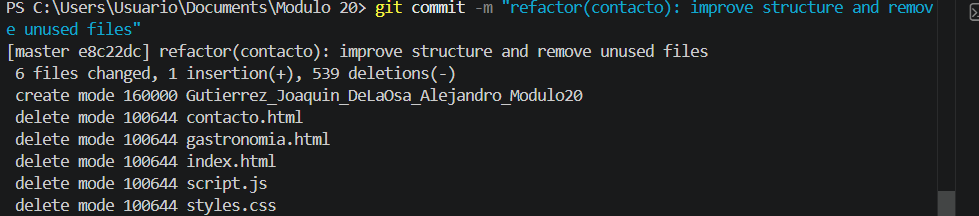 PS C:\Users\Usuario\Documents\Modulo 20> git commit -m "refactor(contacto): improve structure and remov
e unused files"
[master e8c22dc] refactor(contacto): improve structure and remove unused files
 6 files changed, 1 insertion(+), 539 deletions(-)
 create mode 160000 Gutierrez_Joaquin_DeLaOsa_Alejandro_Modulo20
 delete mode 100644 contacto.html
 delete mode 100644 gastronomia.html
 delete mode 100644 index.html
 delete mode 100644 script.js
 delete mode 100644 styles.css